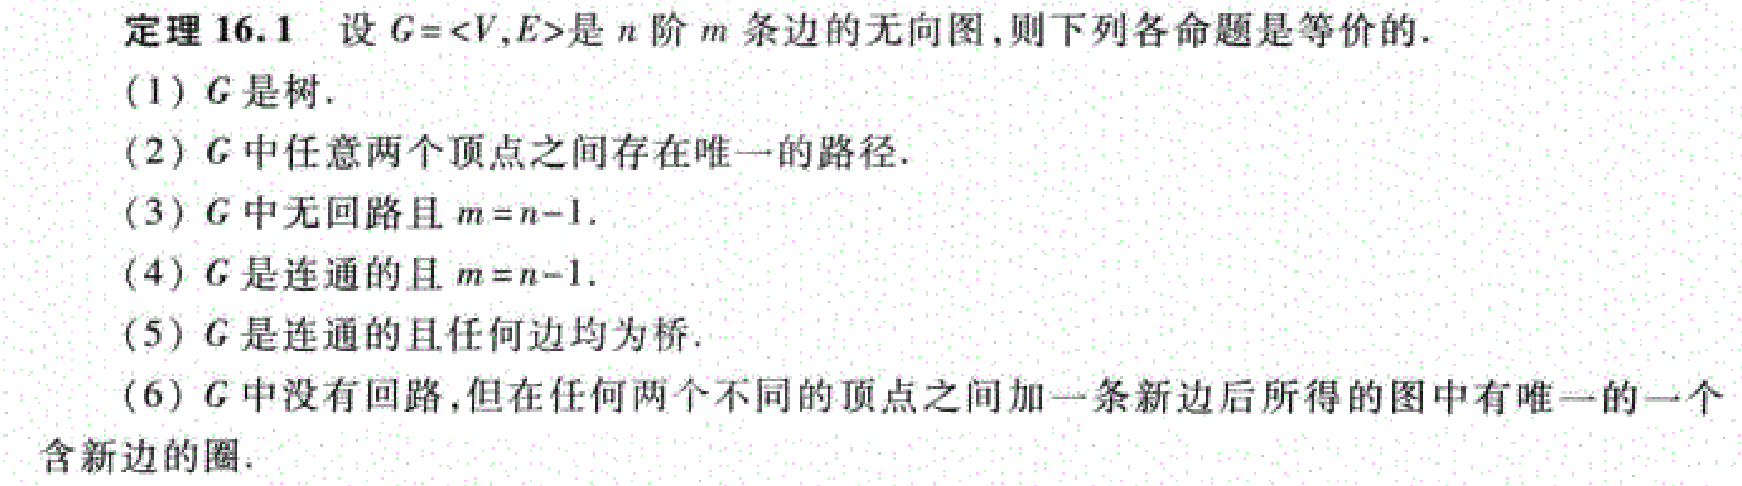 定理 16.1 设 G=<V,E>是 n 阶 m 条边的无向图,则下列各命题是等价的.
(1) G 是树.
(2) G 中任意两个顶点之间存在唯一的路径.
(3) G 中无回路且 m=n-1.
(4) G 是连通的且 m=n-1.
(5) G 是连通的且任何边均为桥.
(6) G 中没有回路,但在任何两个不同的顶点之间加一条新边后所得的图中有唯一的一个
含新边的圈.